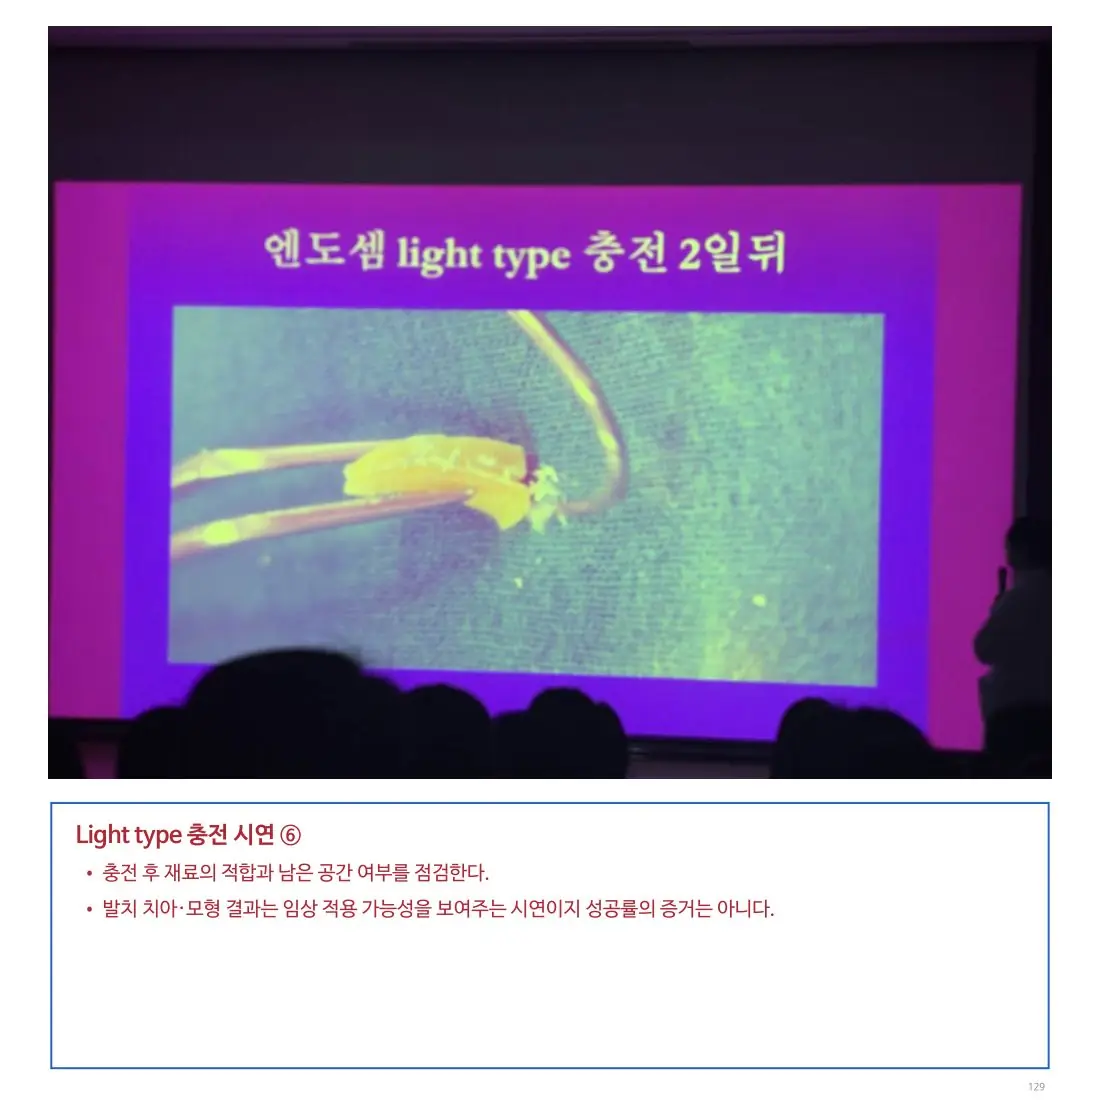 엔도셈 light type 충전 2일뒤
Light type 충전 시연 ⑥
• 충전 후 재료의 적합과 남은 공간 여부를 점검한다.
• 발치 치아·모형 결과는 임상 적용 가능성을 보여주는 시연이지 성공률의 증거는 아니다.
129